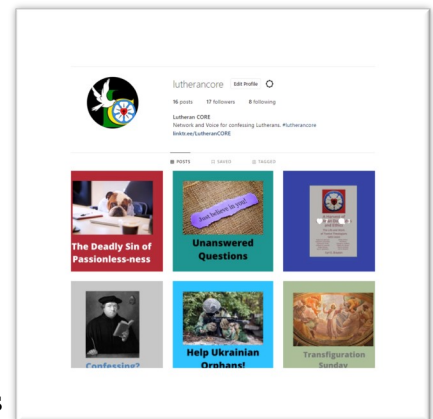 lutherancore Edit Profile
16 posts 17 followers 8 following
Lutheran CORE
Network and Voice for confessing Lutherans. #lutherancore
linktr.ee/LutheranCORE
POSTS SAVED TAGGED
The Deadly Sin of
Passionless-ness
Just believe in you!
Unanswered
Questions
Confessing?
Help Ukrainian
Orphans!
Transfiguration
Sunday
3